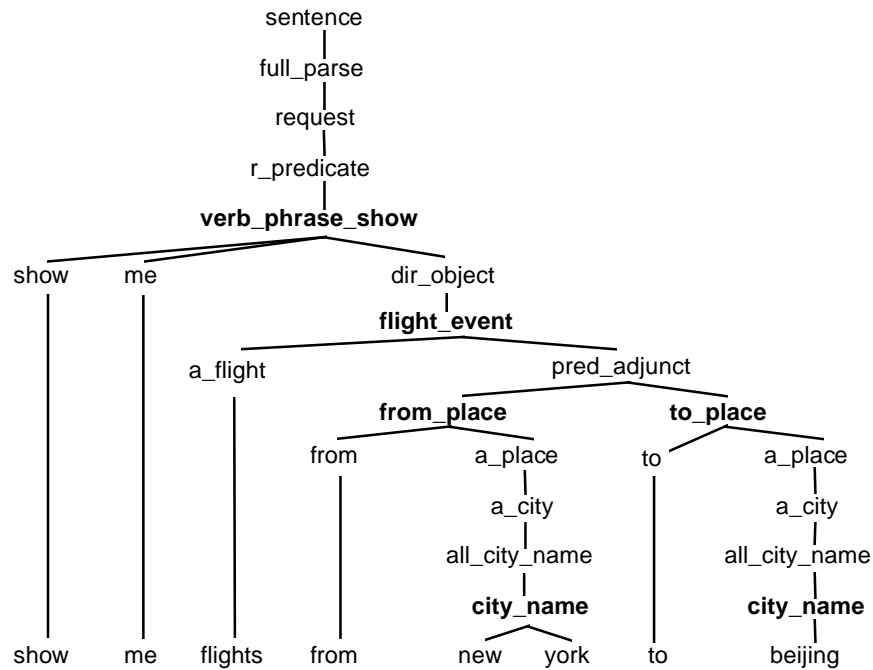 sentence
full_parse
request
r_predicate
verb_phrase_show
show me dir_object
flight_event
a_flight pred_adjunct
from_place to_place
from a_place to a_place
a_city a_city
all_city_name all_city_name
city_name city_name
show me flights from new york to beijing